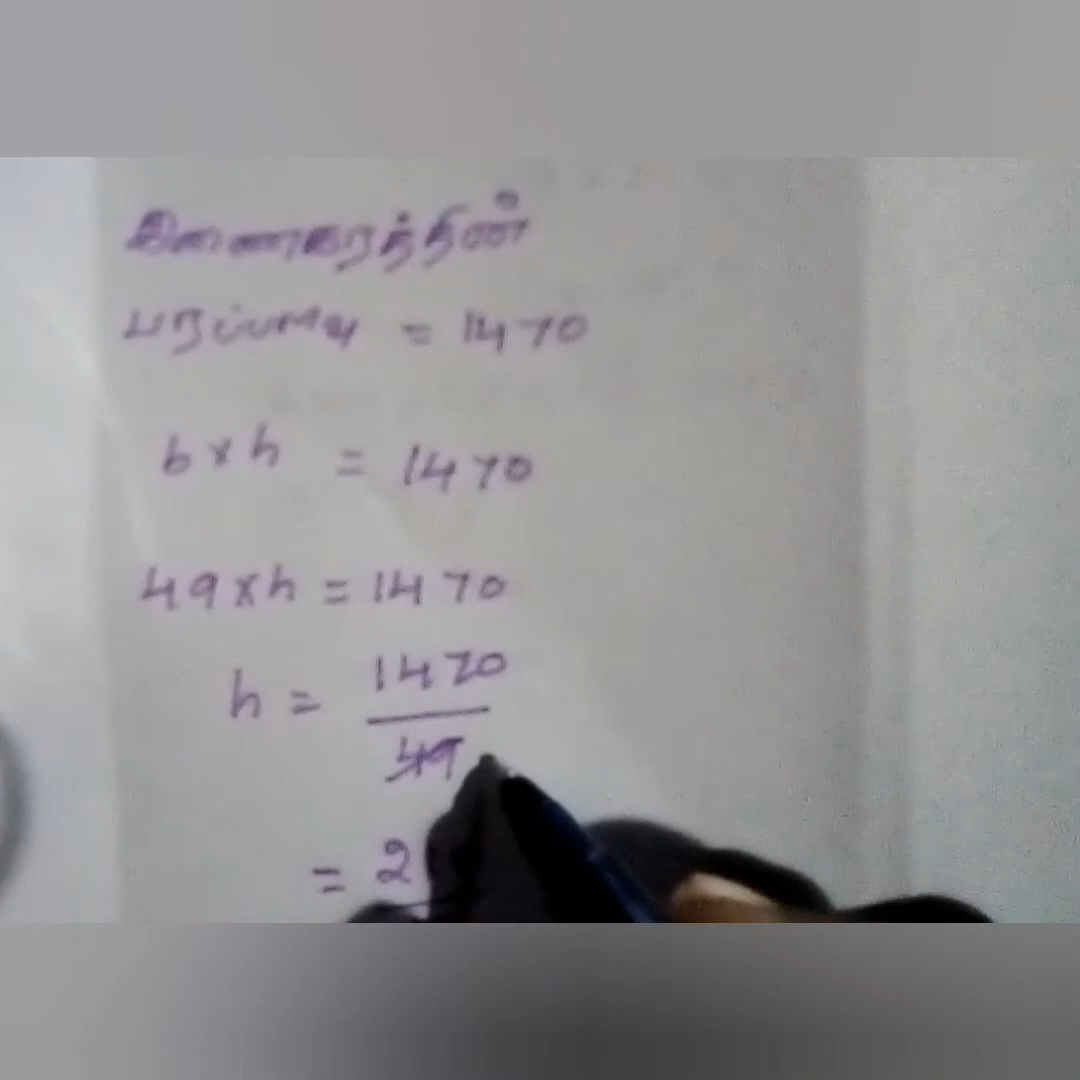 இணைகரத்தின்
பரப்பளவு = 1470
b × h = 1470
49 × h = 1470
h = 1470
49
= 2